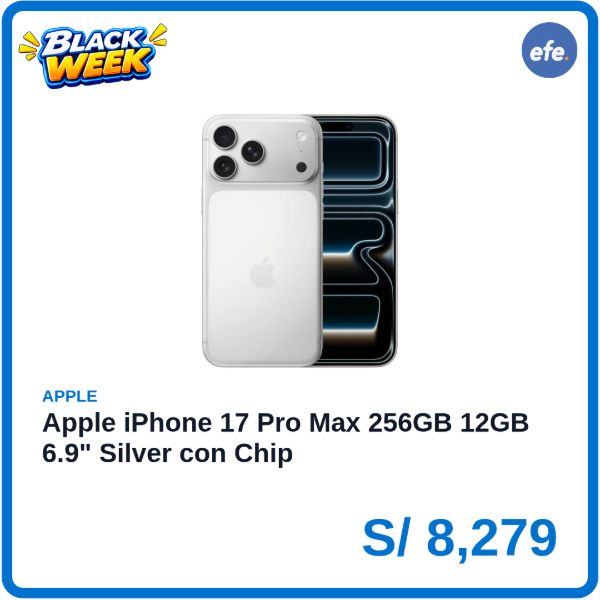 BLACK
WEEK
efe.
APPLE
Apple iPhone 17 Pro Max 256GB 12GB
6.9" Silver con Chip
S/ 8,279